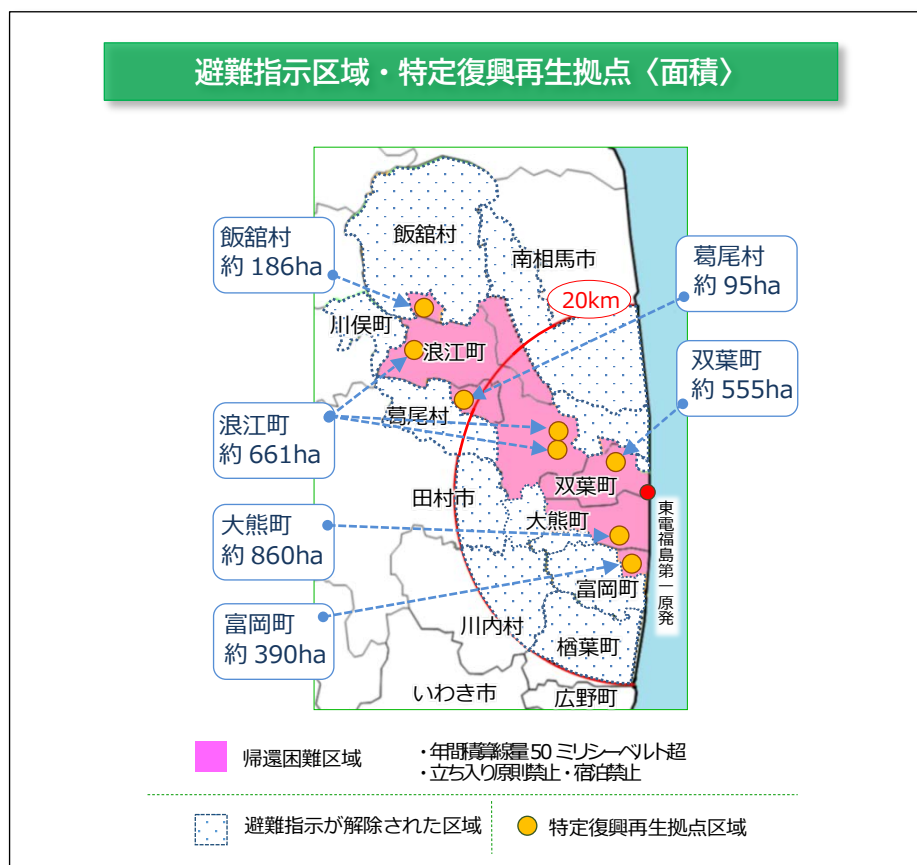 避難指示区域・特定復興再生拠点〈面積〉
飯舘村
約 186ha
葛尾村
約 95ha
飯舘村
南相馬市
20km
川俣町
浪江町
双葉町
約 555ha
葛尾村
浪江町
約 661ha
田村市
双葉町
大熊町
大熊町
約 860ha
東電福島第一原発
富岡町
富岡町
約 390ha
川内村
楢葉町
いわき市
広野町
帰還困難区域
・年間積算線量50 ミリシーベルト超
・立ち入り原則禁止・宿泊禁止
避難指示が解除された区域
特定復興再生拠点区域